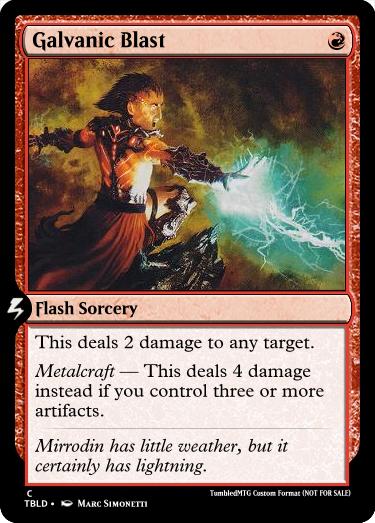 Galvanic Blast
Flash Sorcery
This deals 2 damage to any target.
Metalcraft — This deals 4 damage
instead if you control three or more
artifacts.
Mirrodin has little weather, but it
certainly has lightning.
C
TBLD • Marc Simonetti
TumbledMTG Custom Format (NOT FOR SALE)